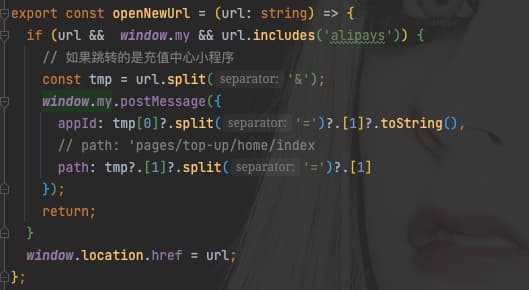 export const openNewUrl = (url: string) => {
if (url && window.my && url.includes('alipays')) {
// 如果跳转的是充值中心小程序
const tmp = url.split( separator: '&');
window.my.postMessage({
appId: tmp[0]?.split( separator: '=')?.[1]?.toString(),
// path: 'pages/top-up/home/index
path: tmp?.[1]?.split( separator: '=')?.[1]
});
return;
}
window.location.href = url;
};